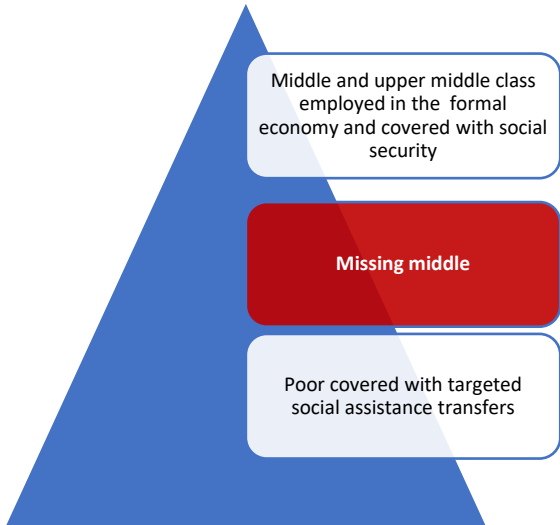 Middle and upper middle class
employed in the formal
economy and covered with social
security
Missing middle
Poor covered with targeted
social assistance transfers